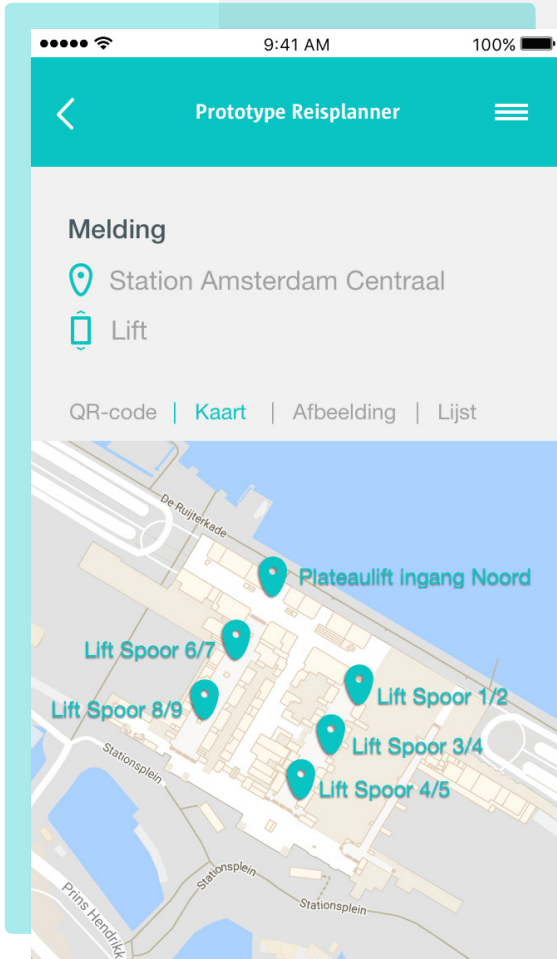 9:41 AM 100%
Prototype Reisplanner
Melding
Station Amsterdam Centraal
Lift
QR-code | Kaart | Afbeelding | Lijst
De Ruijterkade
Plateaulift ingang Noord
Lift Spoor 6/7
Lift Spoor 1/2
Lift Spoor 8/9
Lift Spoor 3/4
Stationsplein
Lift Spoor 4/5
Stationsplein
Prins Hendrikk
Stationsplein